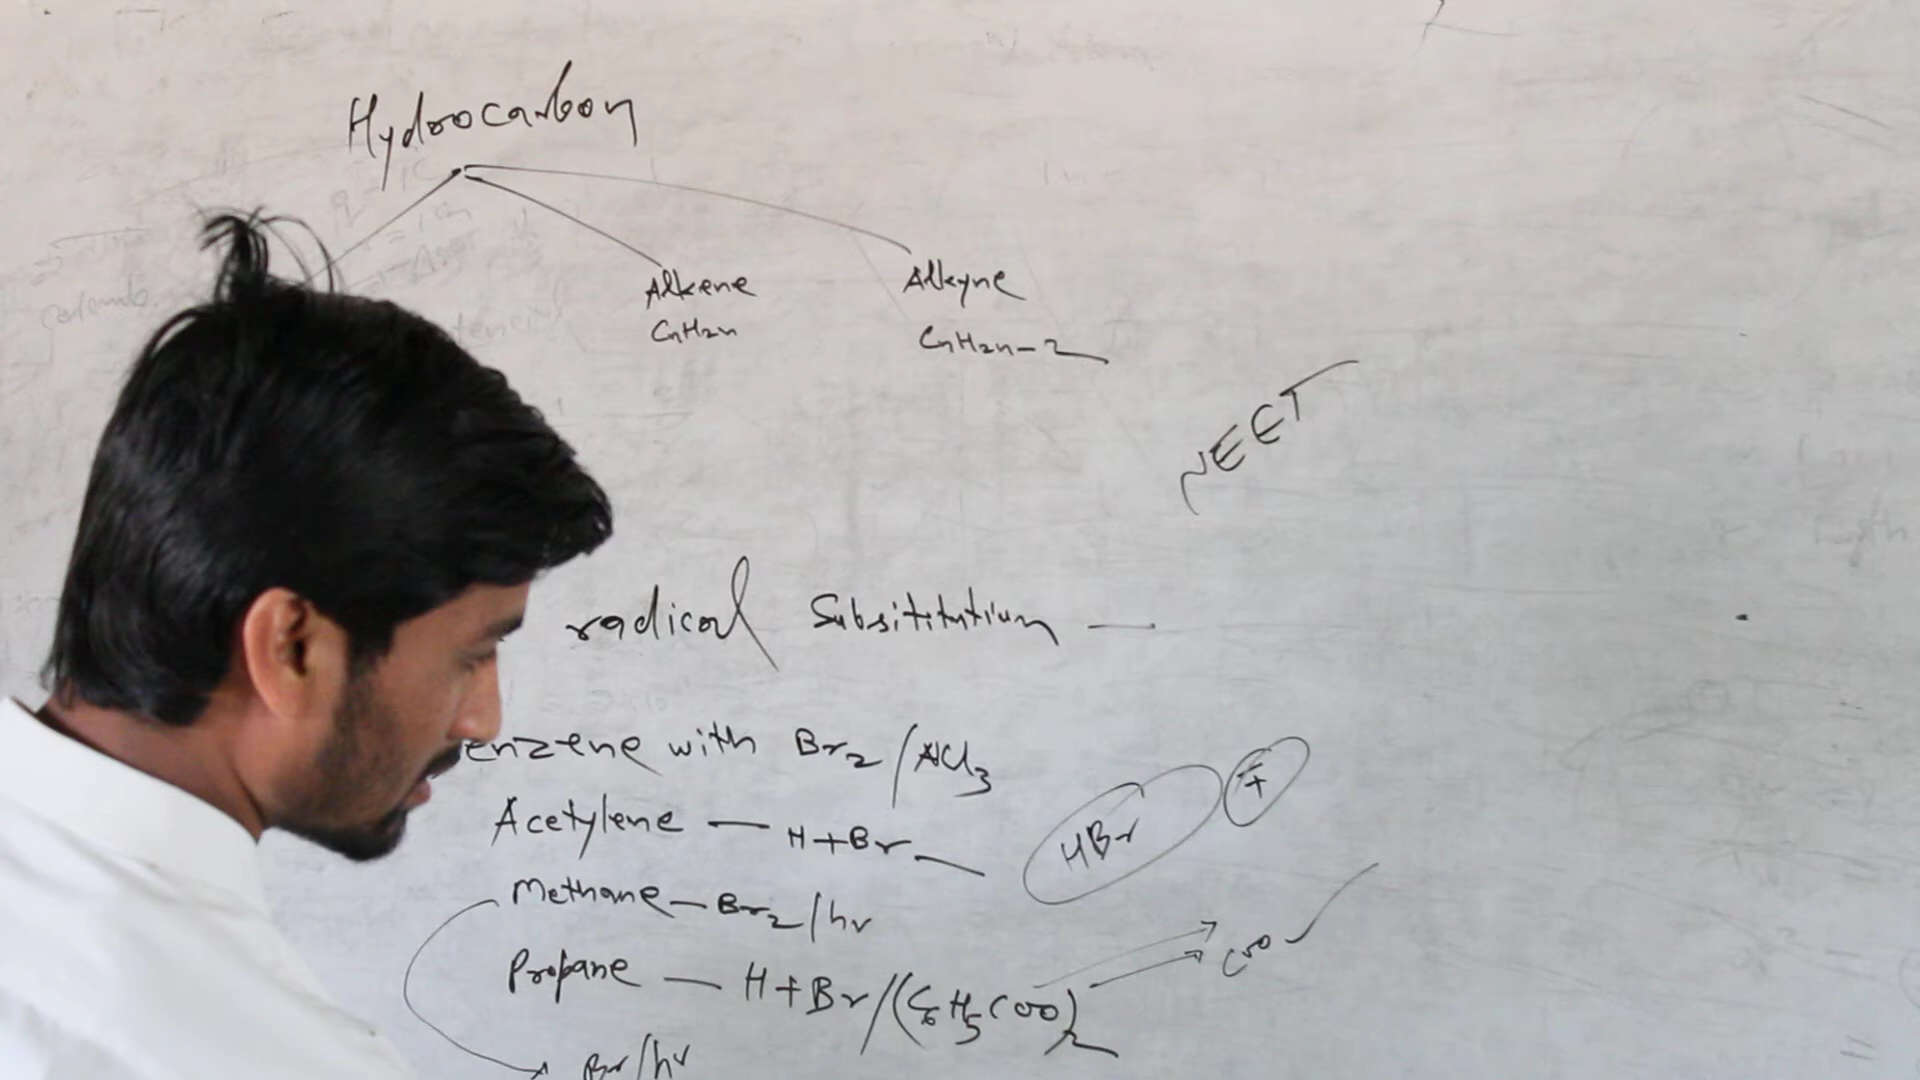 Hydrocarbon
Alkene
CnH2n
Alkyne
CnH2n-2
NEET
radical Subsititution —
enzene with Br2/AlCl3
Acetylene — H+Br
HBr
+
Methane — Br2/hv
Propane — H+Br/(C6H5COO)2
COO
Br/hv